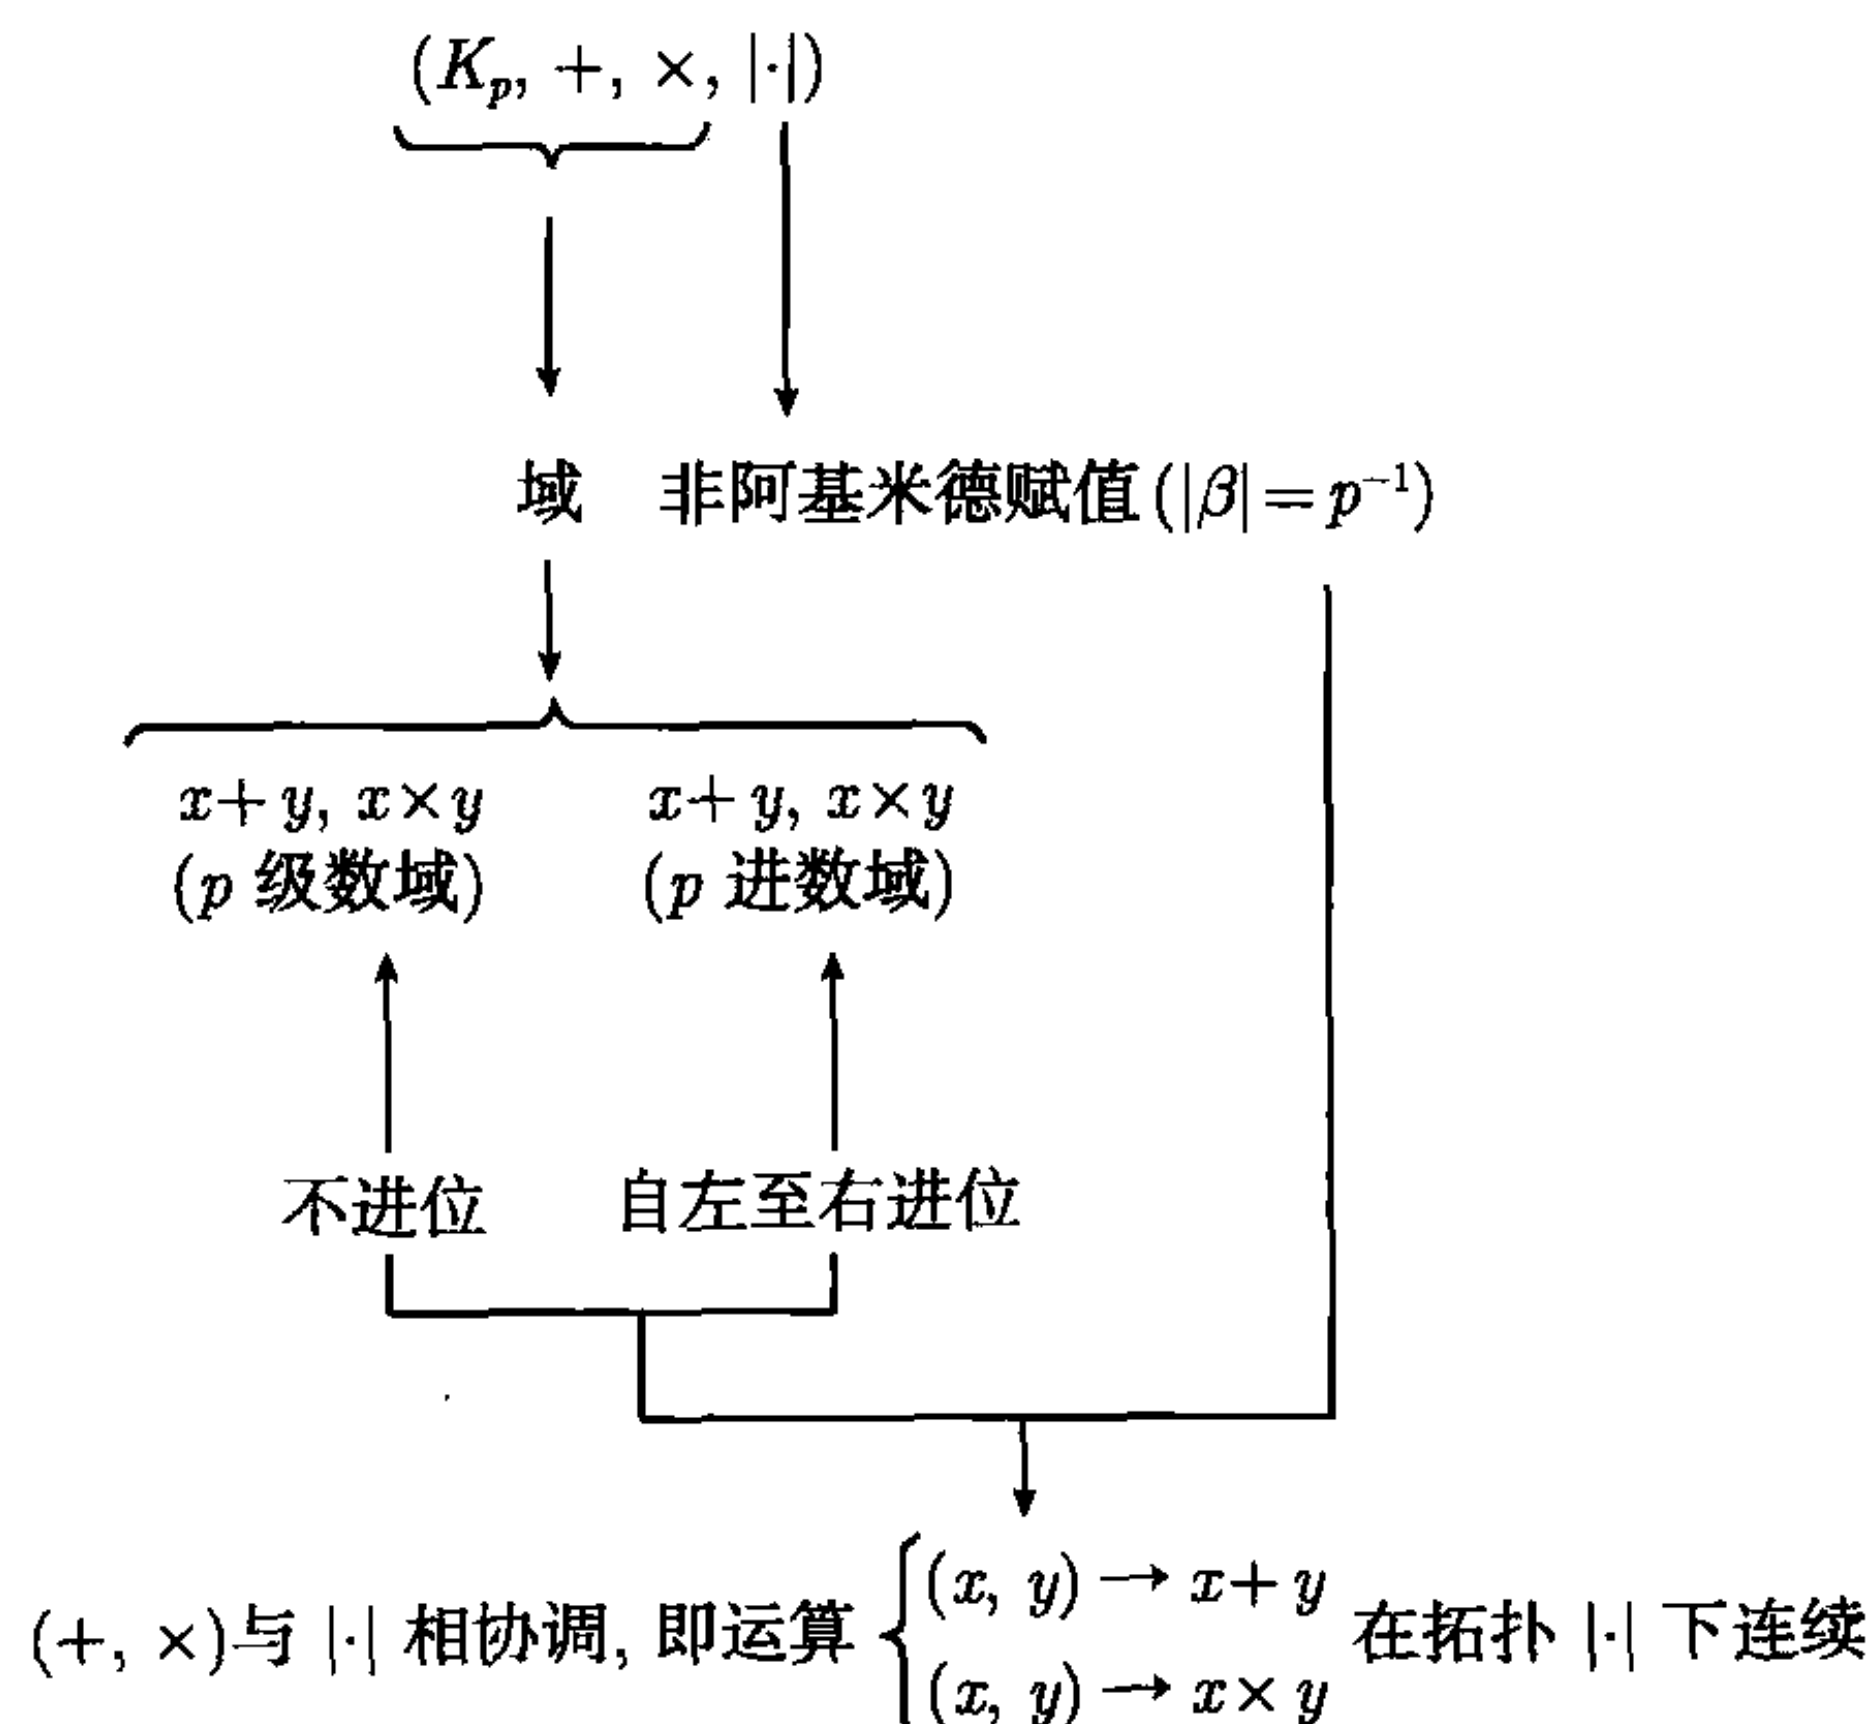 (K_p, +, ×, |·|)
域 非阿基米德赋值(|β|=p⁻¹)
x+y, x×y x+y, x×y
(p 级数域) (p 进数域)
不进位 自左至右进位
(x, y)→x+y
(+, ×)与 |·| 相协调, 即运算 在拓扑 |·| 下连续
(x, y)→x×y